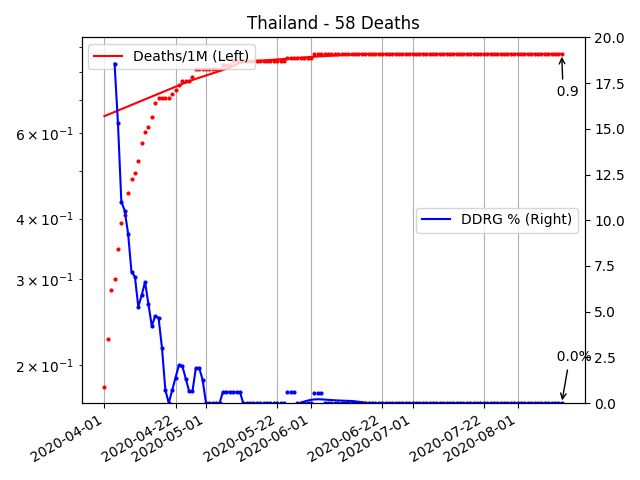 Thailand - 58 Deaths
Deaths/1M (Left)
DDRG % (Right)
0.9
0.0%
6 × 10⁻¹
4 × 10⁻¹
3 × 10⁻¹
2 × 10⁻¹
20.0
17.5
15.0
12.5
10.0
7.5
5.0
2.5
0.0
2020-04-01
2020-04-22
2020-05-01
2020-05-22
2020-06-01
2020-06-22
2020-07-01
2020-07-22
2020-08-01